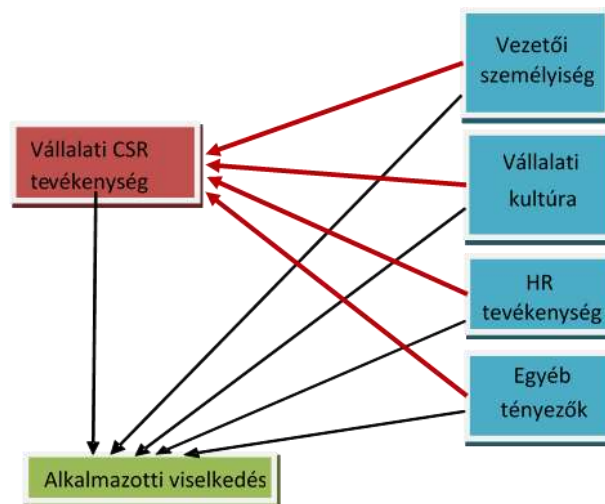 Vezetői
személyiség
Vállalati CSR
tevékenység
Vállalati
kultúra
HR
tevékenység
Egyéb
tényezők
Alkalmazotti viselkedés